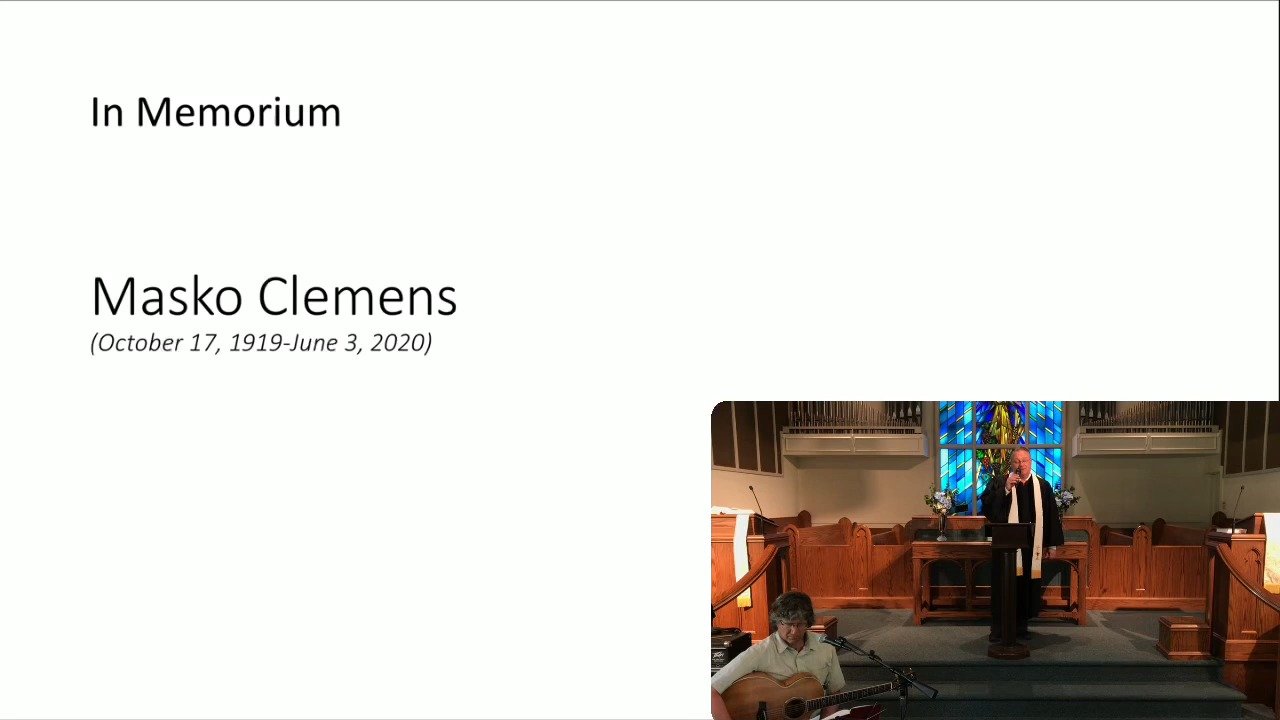 In Memorium
Masko Clemens
(October 17, 1919-June 3, 2020)